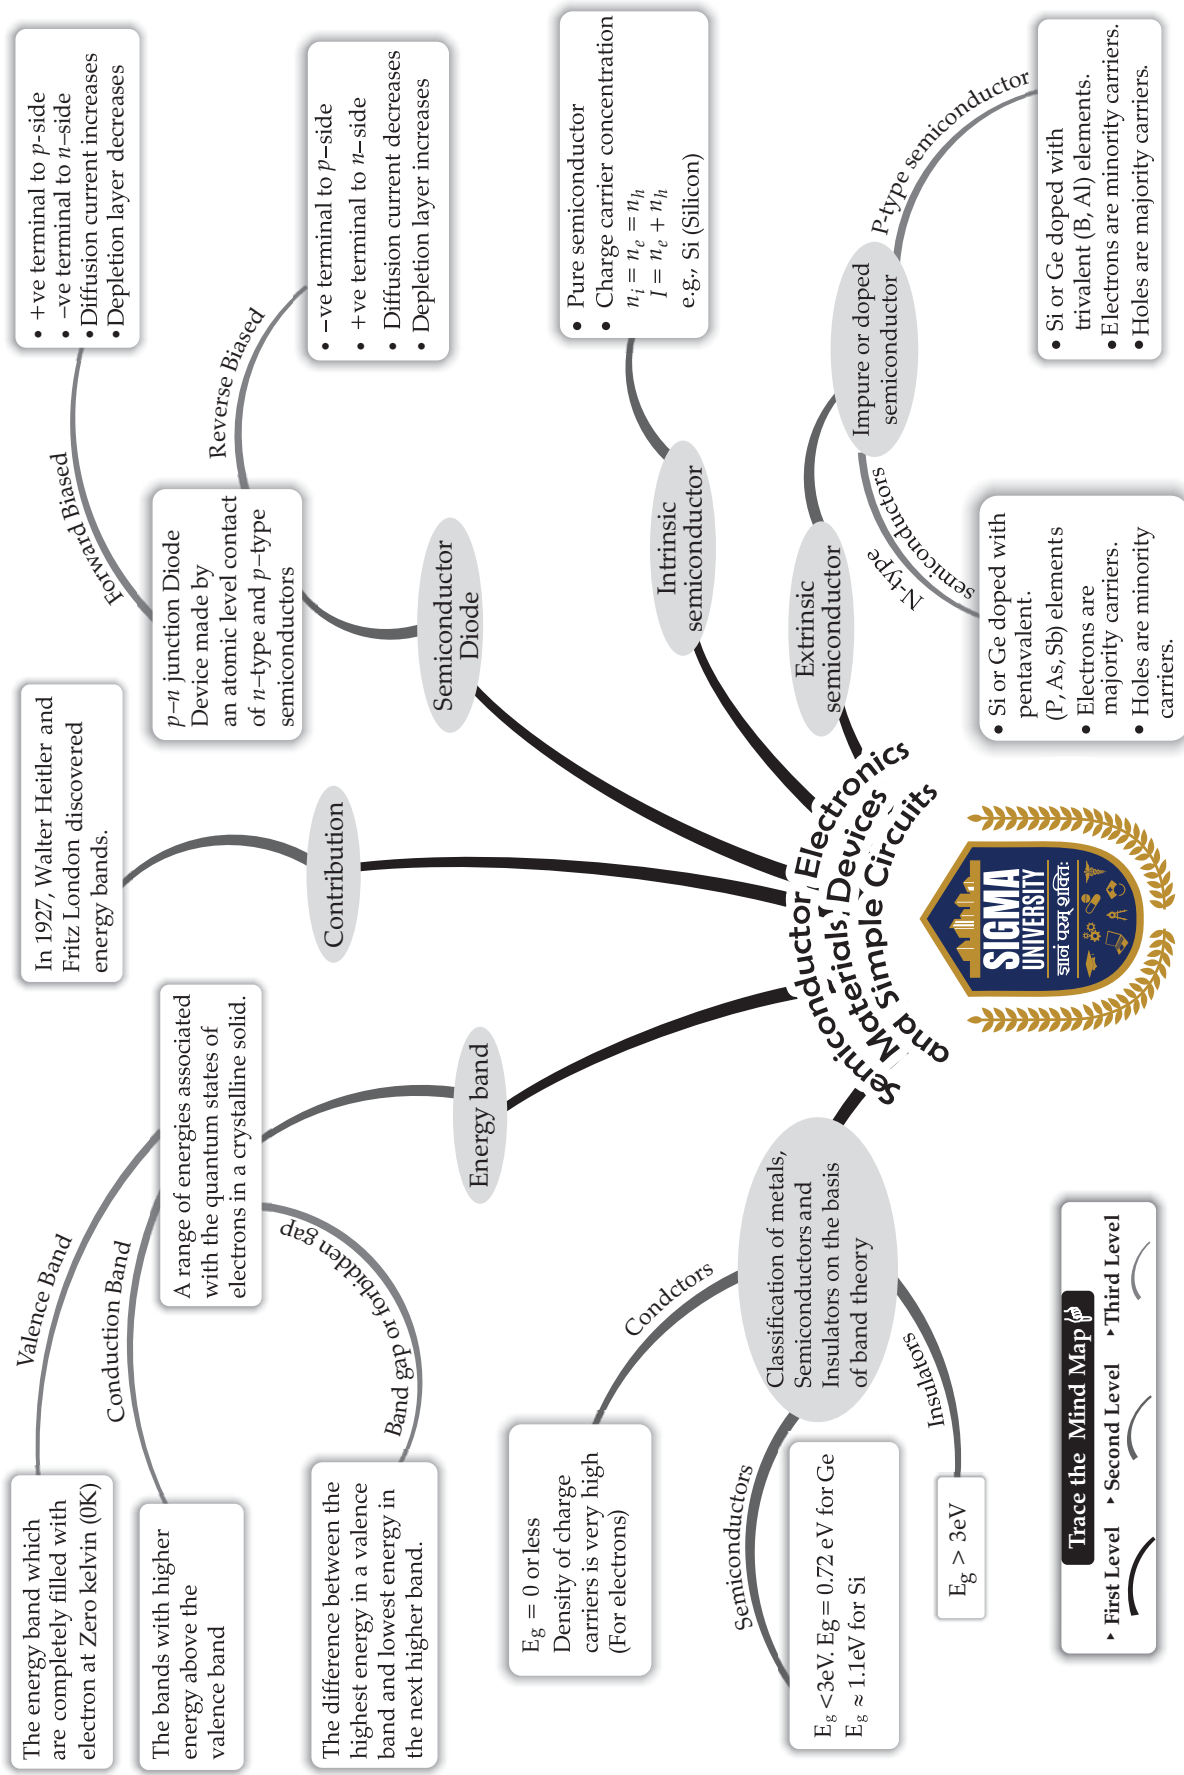 The energy band which
are completely filled with
electron at Zero kelvin (0K)
Valence Band
The bands with higher
energy above the
valence band
Conduction Band
The difference between the
highest energy in a valence
band and lowest energy in
the next higher band.
Band gap or forbidden gap
A range of energies associated
with the quantum states of
electrons in a crystalline solid.
Energy band
In 1927, Walter Heitler and
Fritz London discovered
energy bands.
Contribution
• +ve terminal to p-side
• –ve terminal to n–side
• Diffusion current increases
• Depletion layer decreases
Forward Biased
• –ve terminal to p–side
• +ve terminal to n–side
• Diffusion current decreases
• Depletion layer increases
Reverse Biased
p–n junction Diode
Device made by
an atomic level contact
of n–type and p–type
semiconductors
Semiconductor
Diode
• Pure semiconductor
• Charge carrier concentration
nᵢ = nₑ = nₕ
I = nₑ + nₕ
e.g., Si (Silicon)
Intrinsic
semiconductor
Extrinsic
semiconductor
Impure or doped
semiconductor
P-type semiconductor
• Si or Ge doped with
trivalent (B, Al) elements.
• Electrons are minority carriers.
• Holes are majority carriers.
N-type
semiconductors
• Si or Ge doped with
pentavalent.
(P, As, Sb) elements
• Electrons are
majority carriers.
• Holes are minority
carriers.
Semiconductor Electronics
Materials, Devices
and Simple Circuits
SIGMA
UNIVERSITY
ज्ञानं परम् शक्तिः
Classification of metals,
Semiconductors and
Insulators on the basis
of band theory
Condctors
E_g = 0 or less
Density of charge
carriers is very high
(For electrons)
Semiconductors
E_g <3eV. Eg = 0.72 eV for Ge
E_g ≈ 1.1eV for Si
Insulators
E_g > 3eV
Trace the Mind Map
▸ First Level ▸ Second Level ▸ Third Level